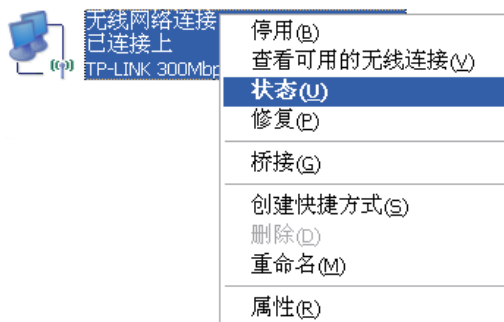 无线网络连接
已连接上
TP-LINK 300Mbp
停用(B)
查看可用的无线连接(V)
状态(U)
修复(P)
桥接(G)
创建快捷方式(S)
删除(D)
重命名(M)
属性(R)